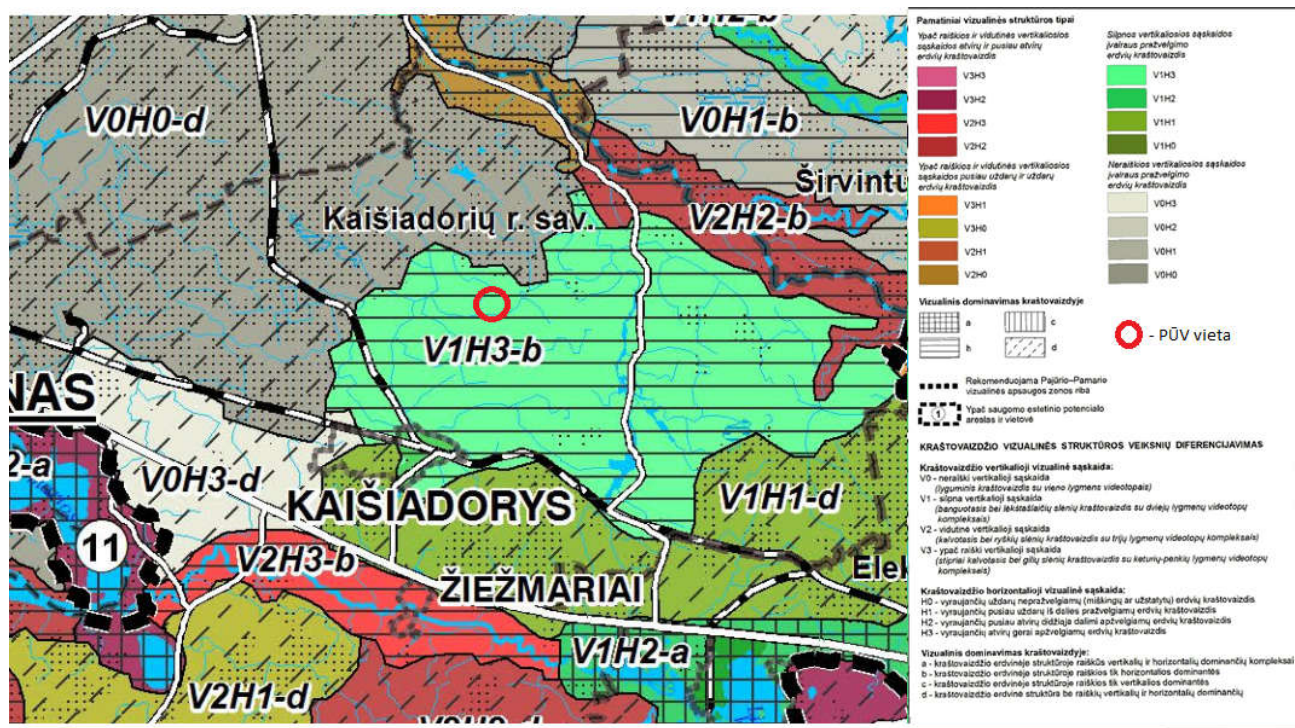 V1H2-b
V0H0-d
V0H1-b
Širvintų
Kaišiadorių r. sav.
V2H2-b
V1H3-b
NAS
2-a
V0H3-d
KAIŠIADORYS
V1H1-d
11
V2H3-b
ŽIEŽMARIAI
Elek
V1H2-a
V2H1-d
Pamatiniai vizualinės struktūros tipai
Ypač raiškios ir vidutinės vertikaliosios
sąskaidos atvirų ir pusiau atvirų
erdvių kraštovaizdis
V3H3
V3H2
V2H3
V2H2
Ypač raiškios ir vidutinės vertikaliosios
sąskaidos pusiau uždarų ir uždarų
erdvių kraštovaizdis
V3H1
V3H0
V2H1
V2H0
Silpnos vertikaliosios sąskaidos
įvairaus pražvelgimo
erdvių kraštovaizdis
V1H3
V1H2
V1H1
V1H0
Neraiškios vertikaliosios sąskaidos
įvairaus pražvelgimo
erdvių kraštovaizdis
V0H3
V0H2
V0H1
V0H0
Vizualinis dominavimas kraštovaizdyje
a
c
b
d
- PŪV vieta
Rekomenduojama Pajūrio–Pamario
vizualinės apsaugos zonos riba
1
Ypač saugomo estetinio potencialo
arealas ir vietovė
KRAŠTOVAIZDŽIO VIZUALINĖS STRUKTŪROS VEIKSNIŲ DIFERENCIJAVIMAS
Kraštovaizdžio vertikalioji vizualinė sąskaida:
V0 - neraiški vertikalioji sąskaida
(lyguminis kraštovaizdis su vieno lygmens videotopais)
V1 - silpna vertikalioji sąskaida
(banguotasis bei lėkštašlaičių slėnių kraštovaizdis su dviejų lygmenų videotopų
kompleksais)
V2 - vidutinė vertikalioji sąskaida
(kalvotasis bei ryškių slėnių kraštovaizdis su trijų lygmenų videotopų kompleksais)
V3 - ypač raiški vertikalioji sąskaida
(stipriai kalvotasis bei gilių slėnių kraštovaizdis su keturių-penkių lygmenų videotopų
kompleksais)
Kraštovaizdžio horizontalioji vizualinė sąskaida:
H0 - vyraujančių uždarų nepražvelgiamų (miškingų ar užstatytų) erdvių kraštovaizdis
H1 - vyraujančių pusiau uždarų iš dalies pražvelgiamų erdvių kraštovaizdis
H2 - vyraujančių pusiau atvirų didžiąja dalimi apžvelgiamų erdvių kraštovaizdis
H3 - vyraujančių atvirų gerai apžvelgiamų erdvių kraštovaizdis
Vizualinis dominavimas kraštovaizdyje:
a - kraštovaizdžio erdvinėje struktūroje raiškūs vertikalių ir horizontalių dominančių kompleksai
b - kraštovaizdžio erdvinėje struktūroje raiškios tik horizontalios dominantės
c - kraštovaizdžio erdvinėje struktūroje raiškios tik vertikalios dominantės
d - kraštovaizdžio erdvinė struktūra be raiškių vertikalių ir horizontalių dominančių